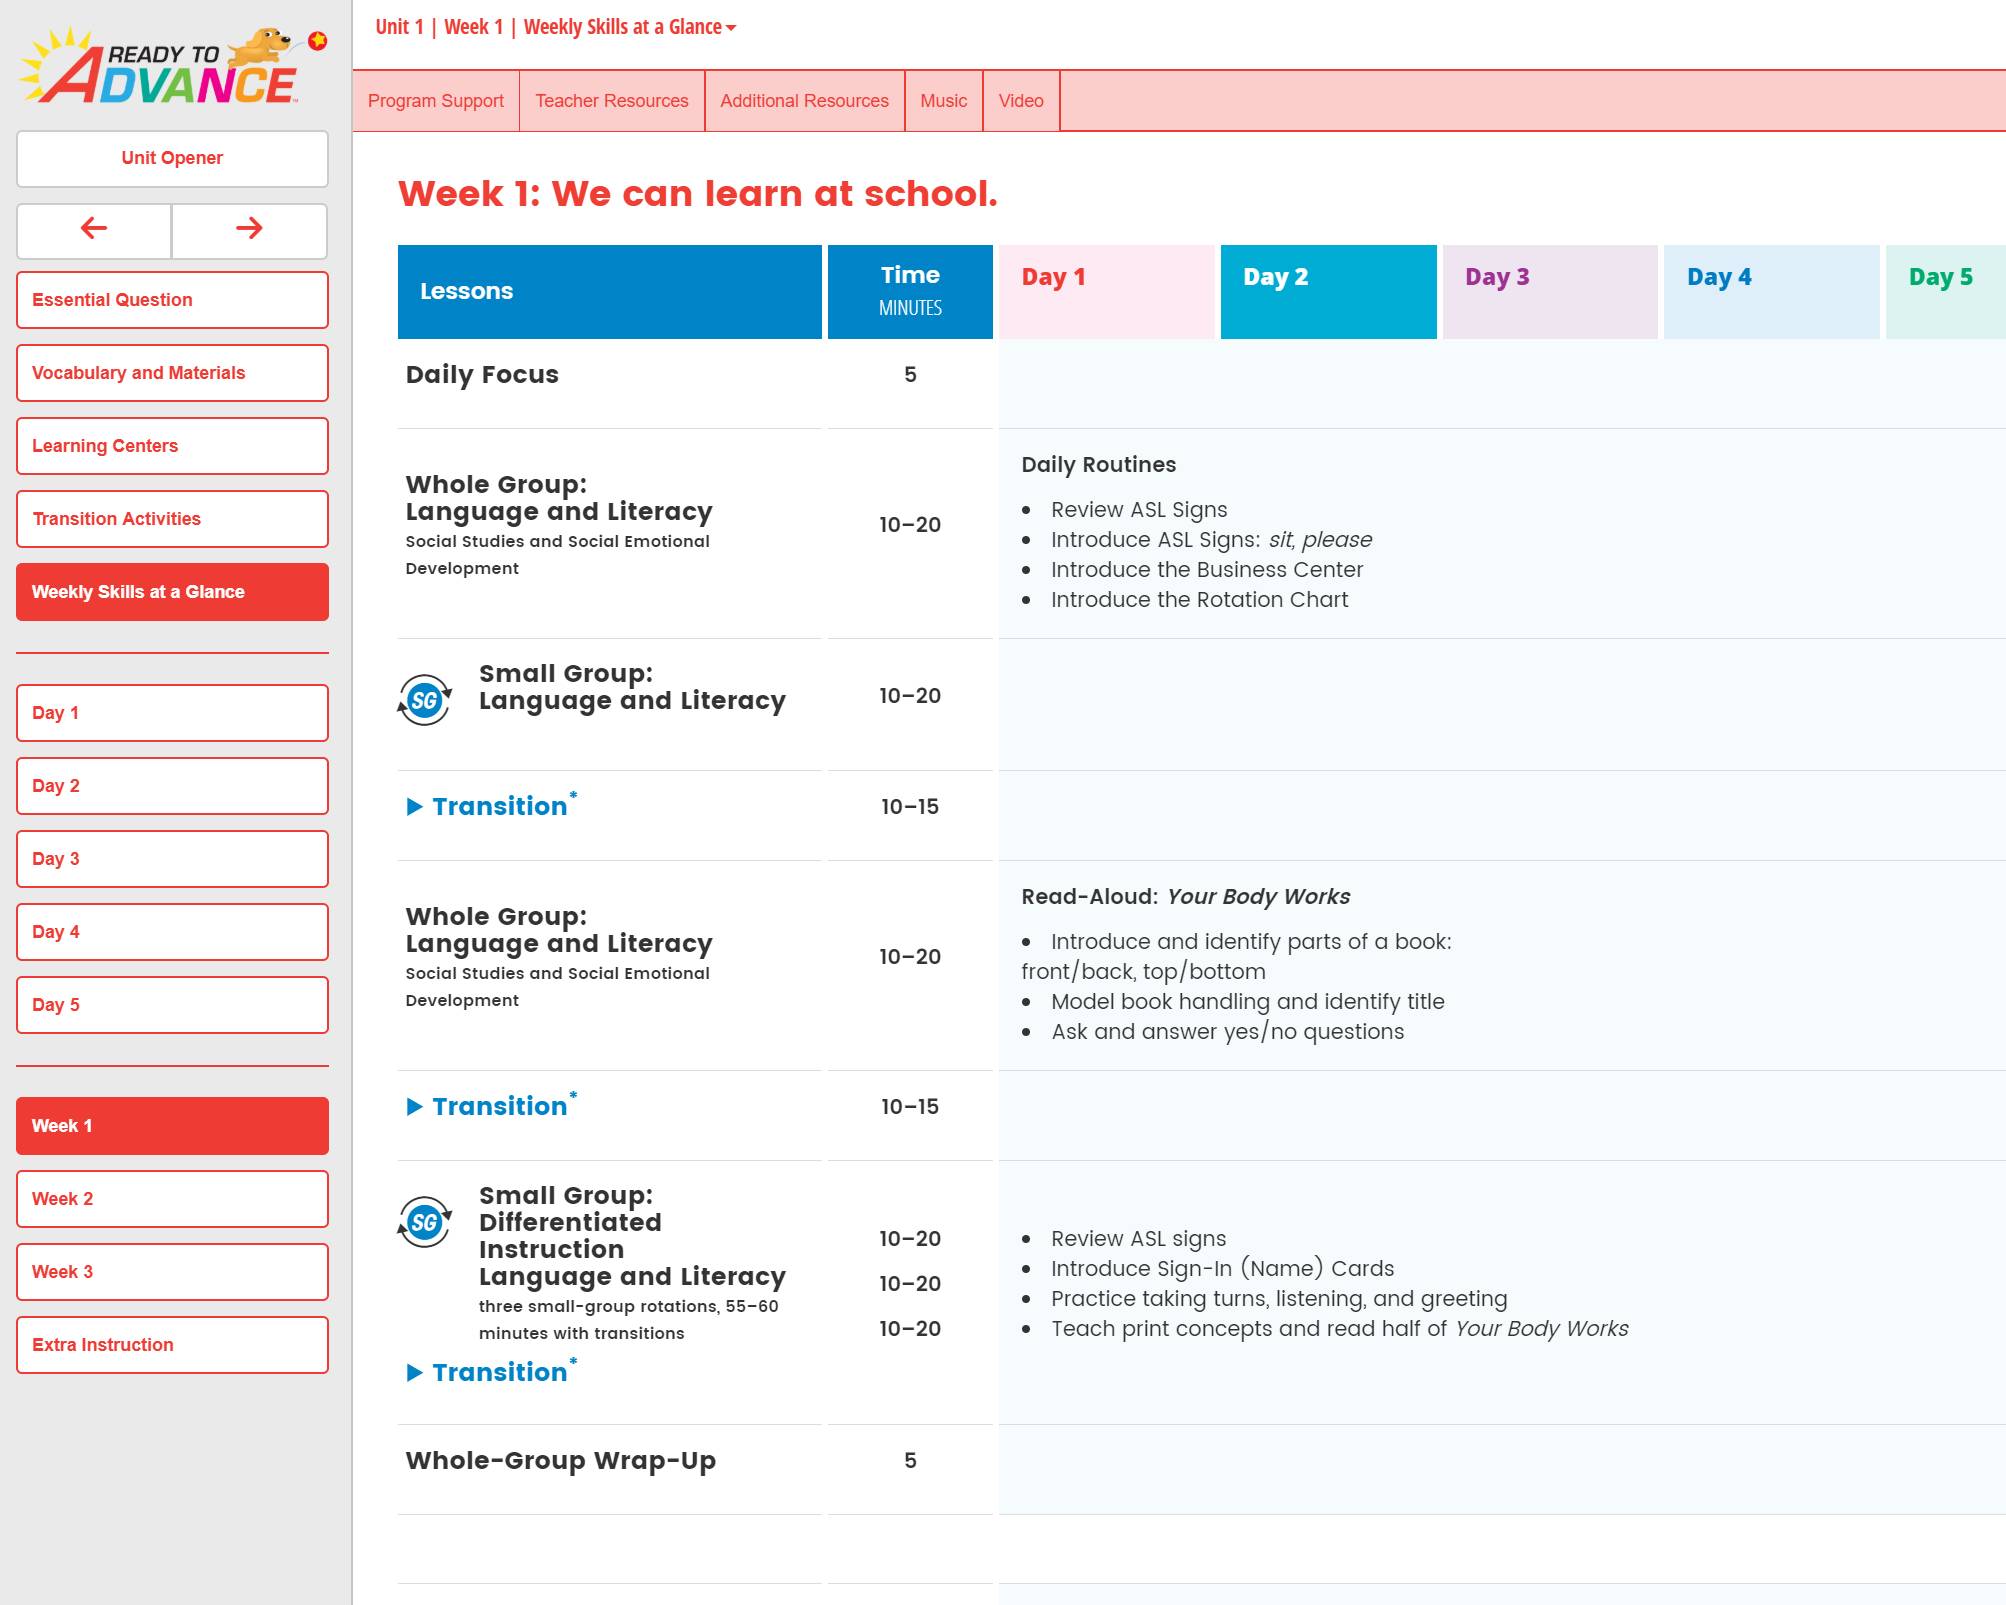 READY TO
ADVANCE™
Unit 1 | Week 1 | Weekly Skills at a Glance
Program Support
Teacher Resources
Additional Resources
Music
Video
Unit Opener
Essential Question
Vocabulary and Materials
Learning Centers
Transition Activities
Weekly Skills at a Glance
Day 1
Day 2
Day 3
Day 4
Day 5
Week 1
Week 2
Week 3
Extra Instruction
Week 1: We can learn at school.
Lessons
Time
MINUTES
Day 1
Day 2
Day 3
Day 4
Day 5
Daily Focus
5
Whole Group:
Language and Literacy
Social Studies and Social Emotional
Development
10–20
Daily Routines
• Review ASL Signs
• Introduce ASL Signs: sit, please
• Introduce the Business Center
• Introduce the Rotation Chart
SG
Small Group:
Language and Literacy
10–20
Transition*
10–15
Whole Group:
Language and Literacy
Social Studies and Social Emotional
Development
10–20
Read-Aloud: Your Body Works
• Introduce and identify parts of a book:
front/back, top/bottom
• Model book handling and identify title
• Ask and answer yes/no questions
Transition*
10–15
SG
Small Group:
Differentiated
Instruction
Language and Literacy
three small-group rotations, 55–60
minutes with transitions
Transition*
10–20
10–20
10–20
• Review ASL signs
• Introduce Sign-In (Name) Cards
• Practice taking turns, listening, and greeting
• Teach print concepts and read half of Your Body Works
Whole-Group Wrap-Up
5